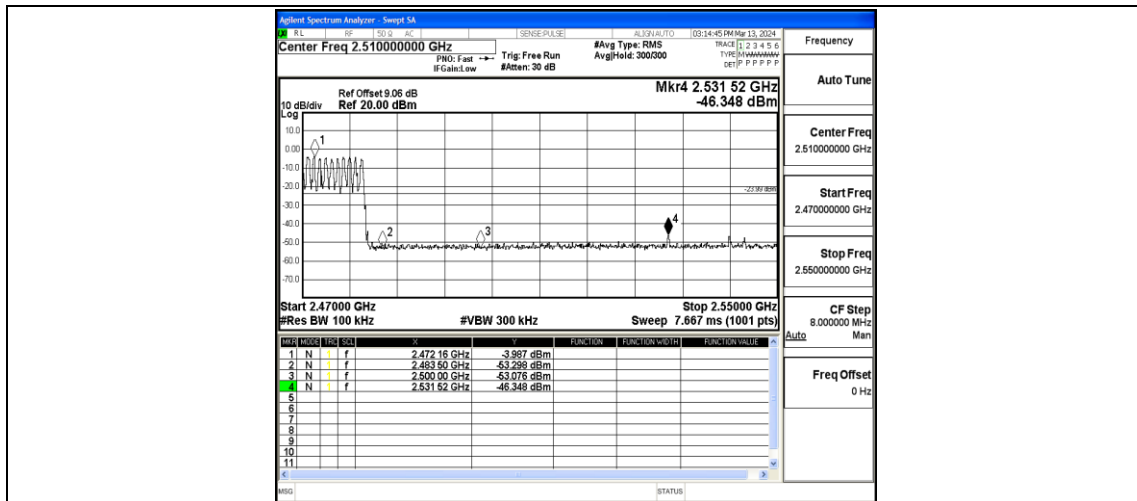 Agilent Spectrum Analyzer - Swept SA
RL RF 50 Ω AC SENSE:PULSE ALIGN AUTO 03:14:45 PM Mar 13, 2024
Center Freq 2.510000000 GHz
PNO: Fast
IFGain:Low
Trig: Free Run
#Atten: 30 dB
#Avg Type: RMS
Avg|Hold: 300/300
TRACE 1 2 3 4 5 6
TYPE MWWWWW
DET P P P P P P
Ref Offset 9.06 dB
10 dB/div Ref 20.00 dBm
Log
Mkr4 2.531 52 GHz
-46.348 dBm
10.0
0.00
-10.0
-20.0
-30.0
-40.0
-50.0
-60.0
-70.0
1
2
3
4
-23.99 dBm
Start 2.47000 GHz Stop 2.55000 GHz
#Res BW 100 kHz #VBW 300 kHz Sweep 7.667 ms (1001 pts)
MKR MODE TRC SCL X Y FUNCTION FUNCTION WIDTH FUNCTION VALUE
1 N 1 f 2.472 16 GHz -3.987 dBm
2 N 1 f 2.483 50 GHz -53.298 dBm
3 N 1 f 2.500 00 GHz -53.076 dBm
4 N 1 f 2.531 52 GHz -46.348 dBm
5
6
7
8
9
10
11
MSG STATUS
Frequency
Auto Tune
Center Freq
2.510000000 GHz
Start Freq
2.470000000 GHz
Stop Freq
2.550000000 GHz
CF Step
8.000000 MHz
Auto Man
Freq Offset
0 Hz